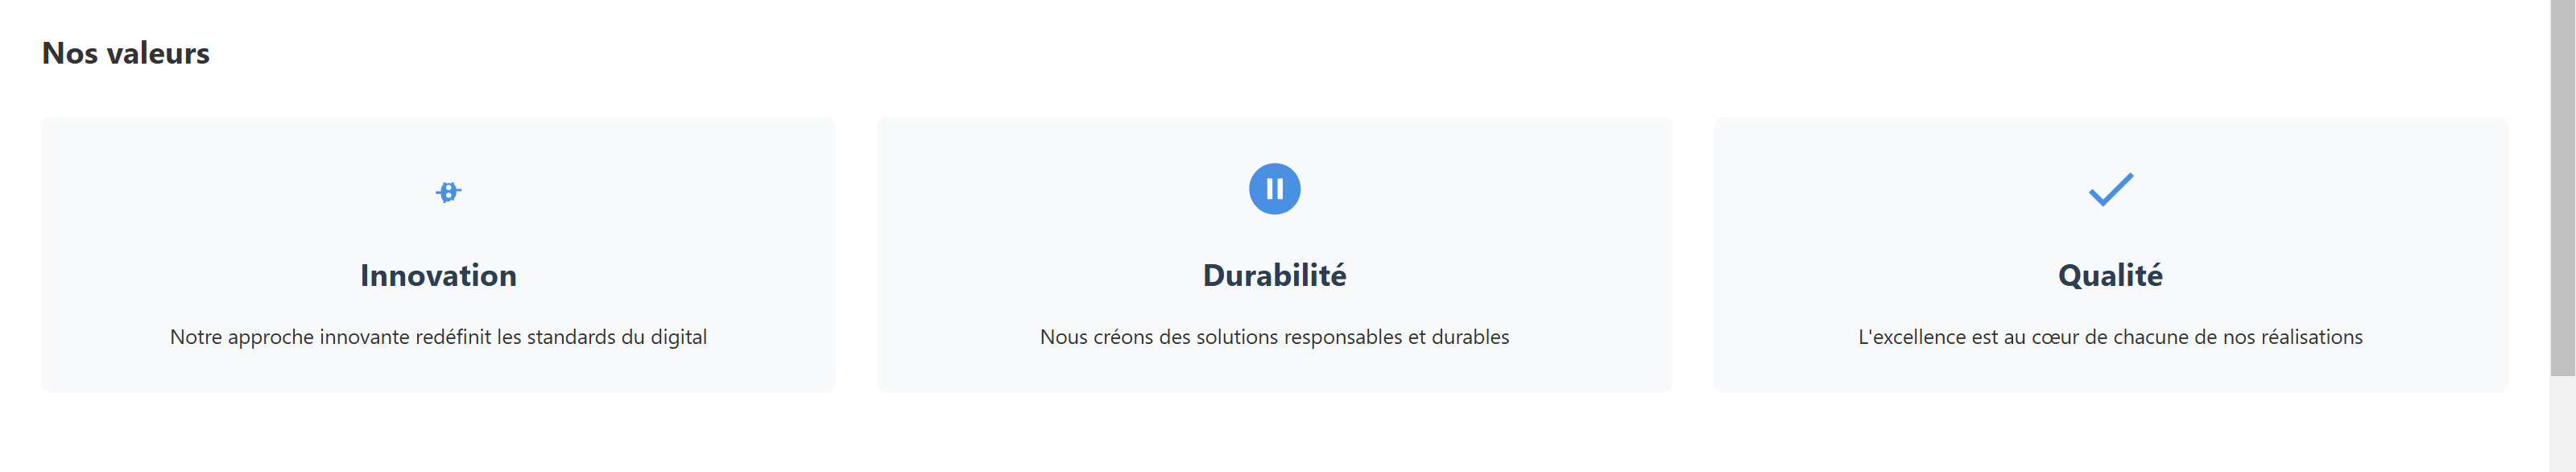 Nos valeurs
Innovation
Notre approche innovante redéfinit les standards du digital
Durabilité
Nous créons des solutions responsables et durables
Qualité
L'excellence est au cœur de chacune de nos réalisations